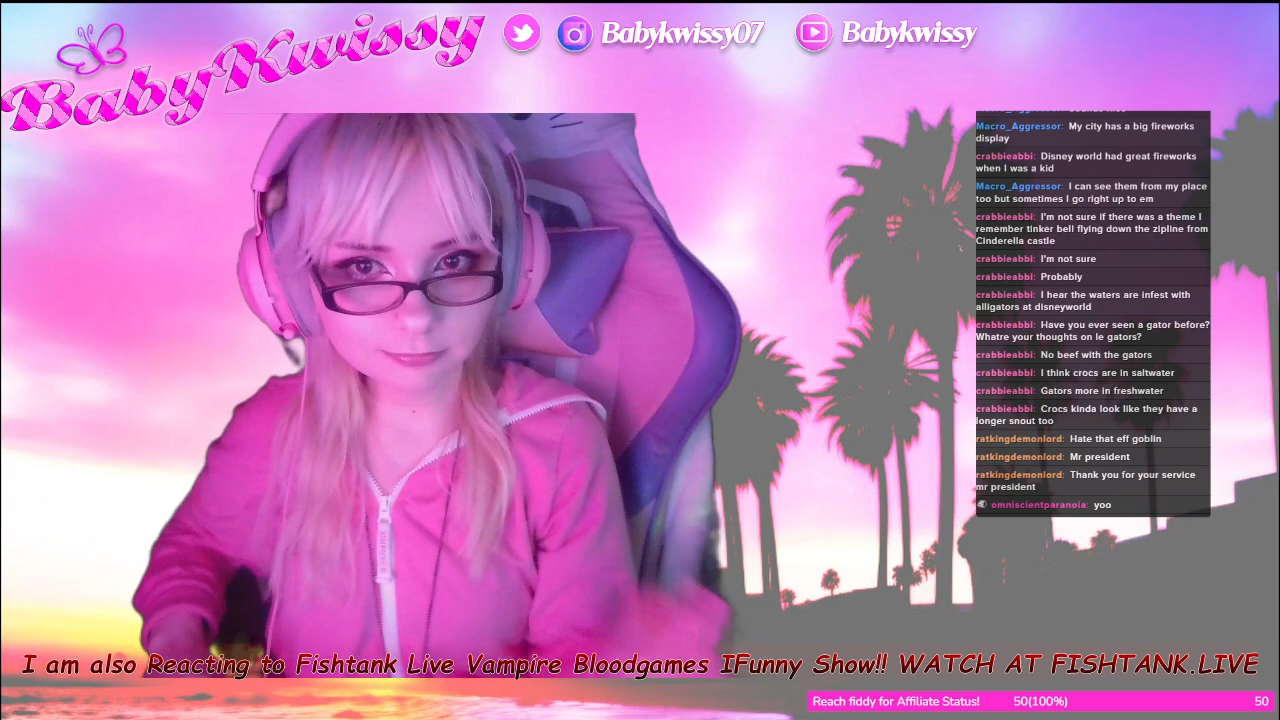 BabyKwissy
Babykwissy07
Babykwissy
Macro_Aggressor: My city has a big fireworks
display
crabbieabbi: Disney world had great fireworks
when I was a kid
Macro_Aggressor: I can see them from my place
too but sometimes I go right up to em
crabbieabbi: I'm not sure if there was a theme I
remember tinker bell flying down the zipline from
Cinderella castle
crabbieabbi: I'm not sure
crabbieabbi: Probably
crabbieabbi: I hear the waters are infest with
alligators at disneyworld
crabbieabbi: Have you ever seen a gator before?
Whatre your thoughts on le gators?
crabbieabbi: No beef with the gators
crabbieabbi: I think crocs are in saltwater
crabbieabbi: Gators more in freshwater
crabbieabbi: Crocs kinda look like they have a
longer snout too
ratkingdemonlord: Hate that eff goblin
ratkingdemonlord: Mr president
ratkingdemonlord: Thank you for your service
mr president
omniscientparanoia: yoo
I am also Reacting to Fishtank Live Vampire Bloodgames IFunny Show!! WATCH AT FISHTANK.LIVE
Reach fiddy for Affiliate Status! 50(100%) 50